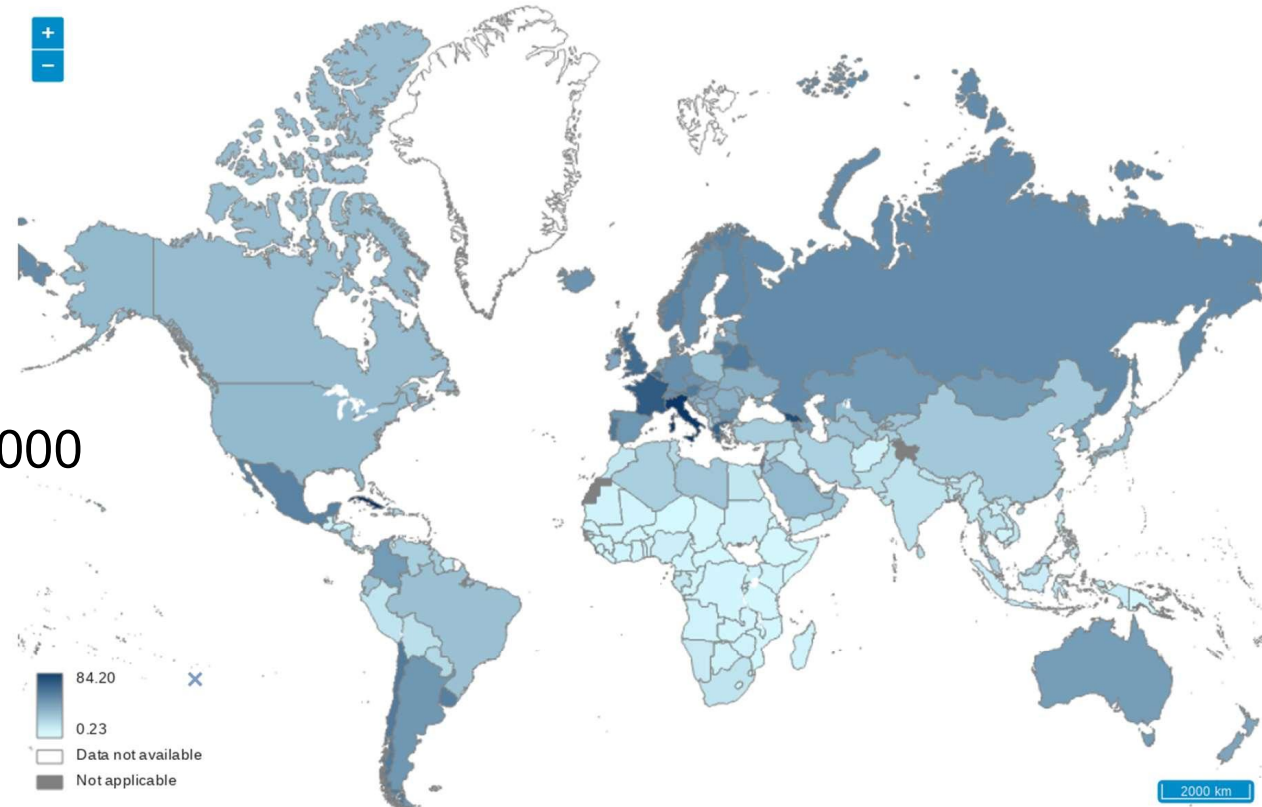 +
−
000
84.20
0.23
Data not available
Not applicable
2000 km